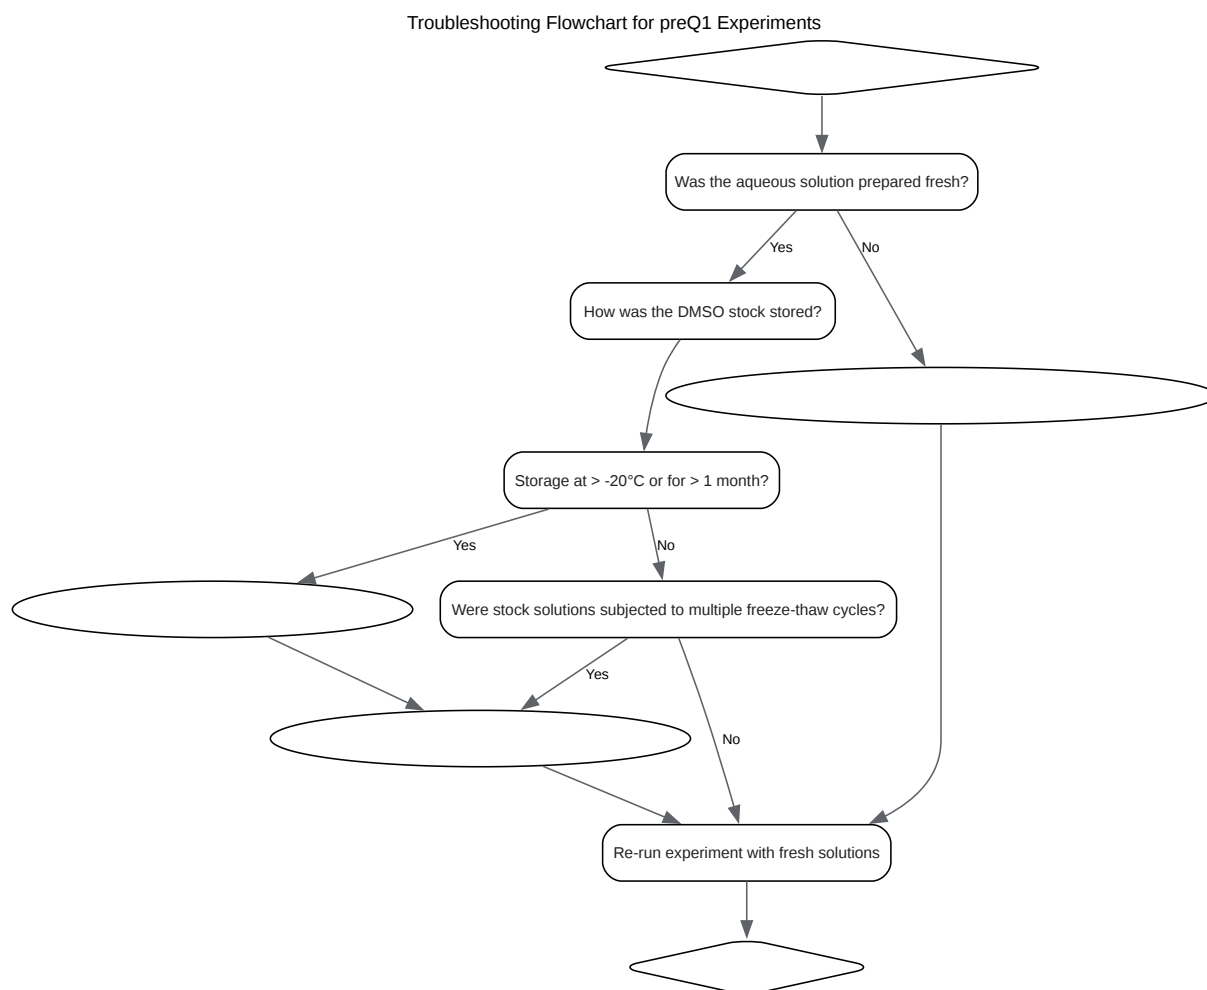 Troubleshooting Flowchart for preQ1 Experiments
Was the aqueous solution prepared fresh?
Yes
No
How was the DMSO stock stored?
Storage at > -20°C or for > 1 month?
Yes
No
Were stock solutions subjected to multiple freeze-thaw cycles?
Yes
No
Re-run experiment with fresh solutions